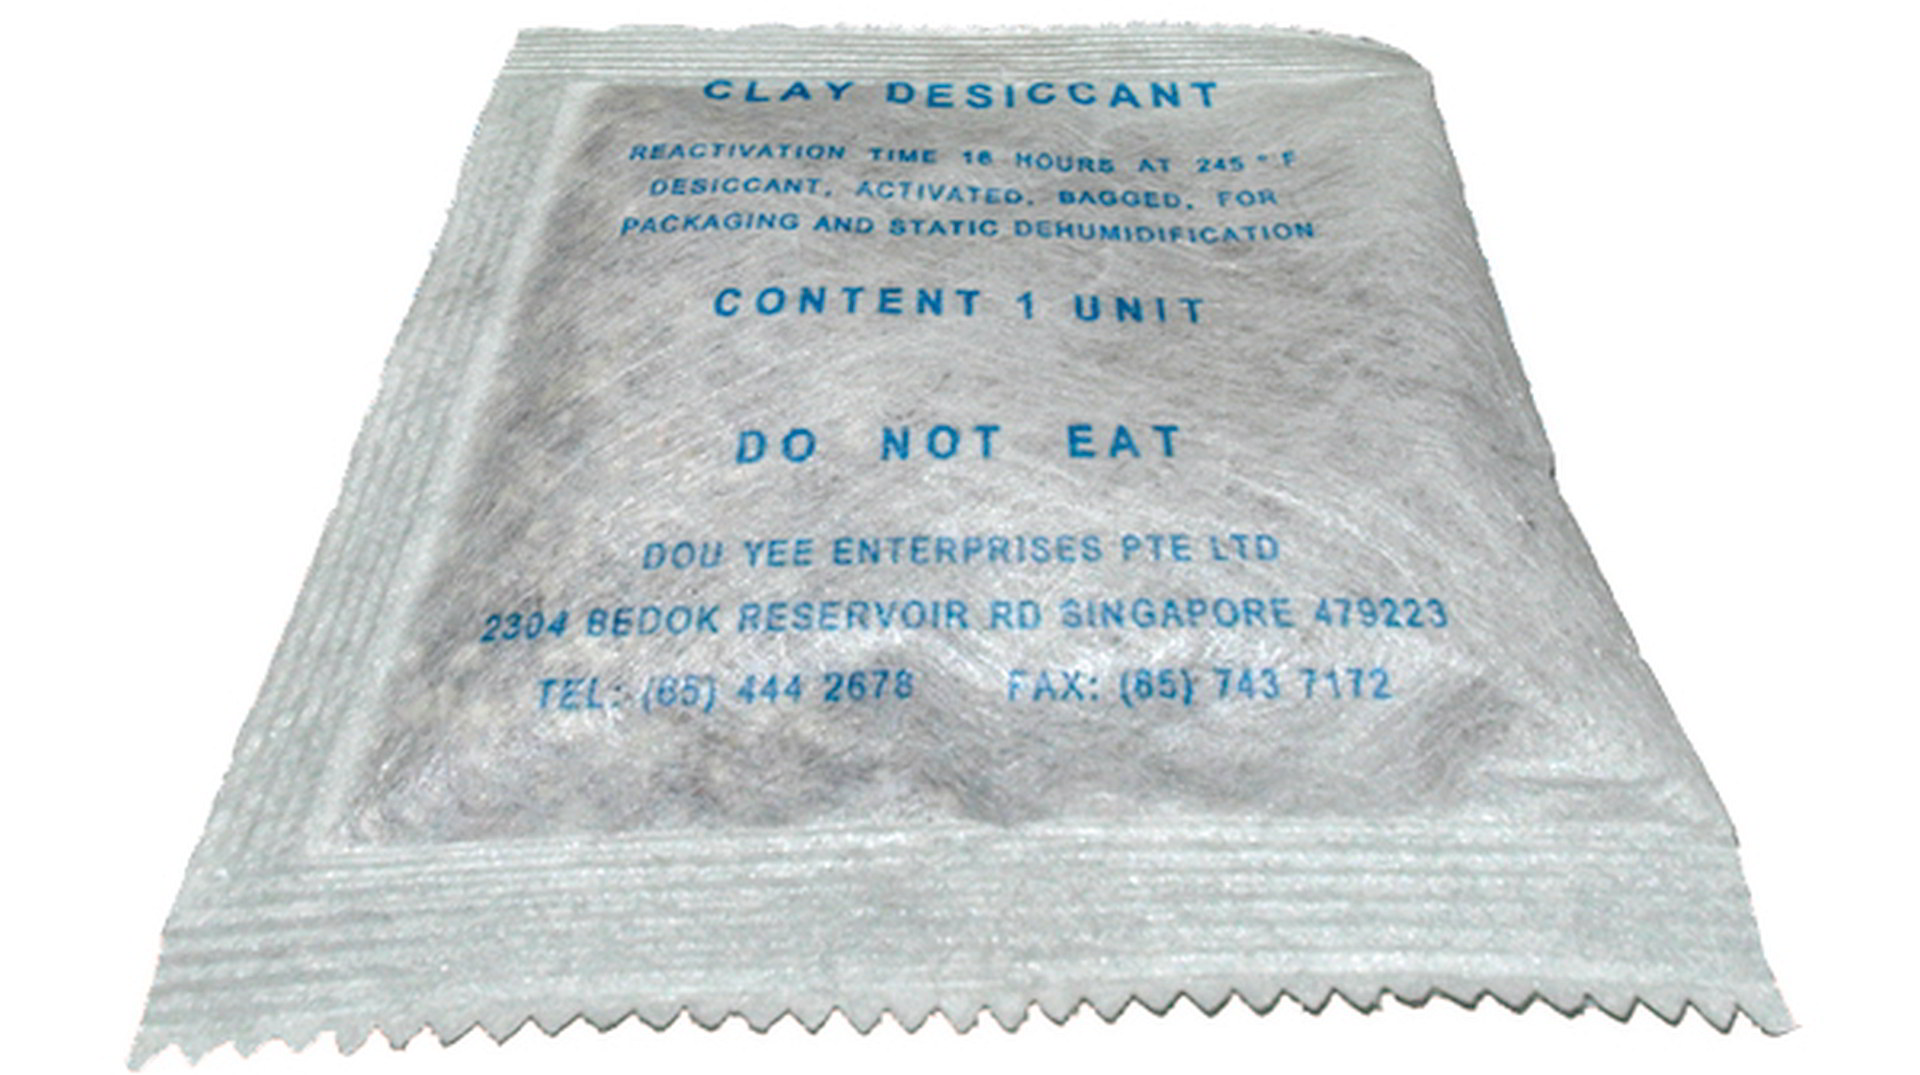 CLAY DESICCANT
REACTIVATION TIME 16 HOURS AT 245 ° F
DESICCANT, ACTIVATED, BAGGED, FOR
PACKAGING AND STATIC DEHUMIDIFICATION
CONTENT 1 UNIT
DO NOT EAT
DOU YEE ENTERPRISES PTE LTD
2304 BEDOK RESERVOIR RD SINGAPORE 479223
TEL: (65) 444 2678 FAX: (65) 743 7172